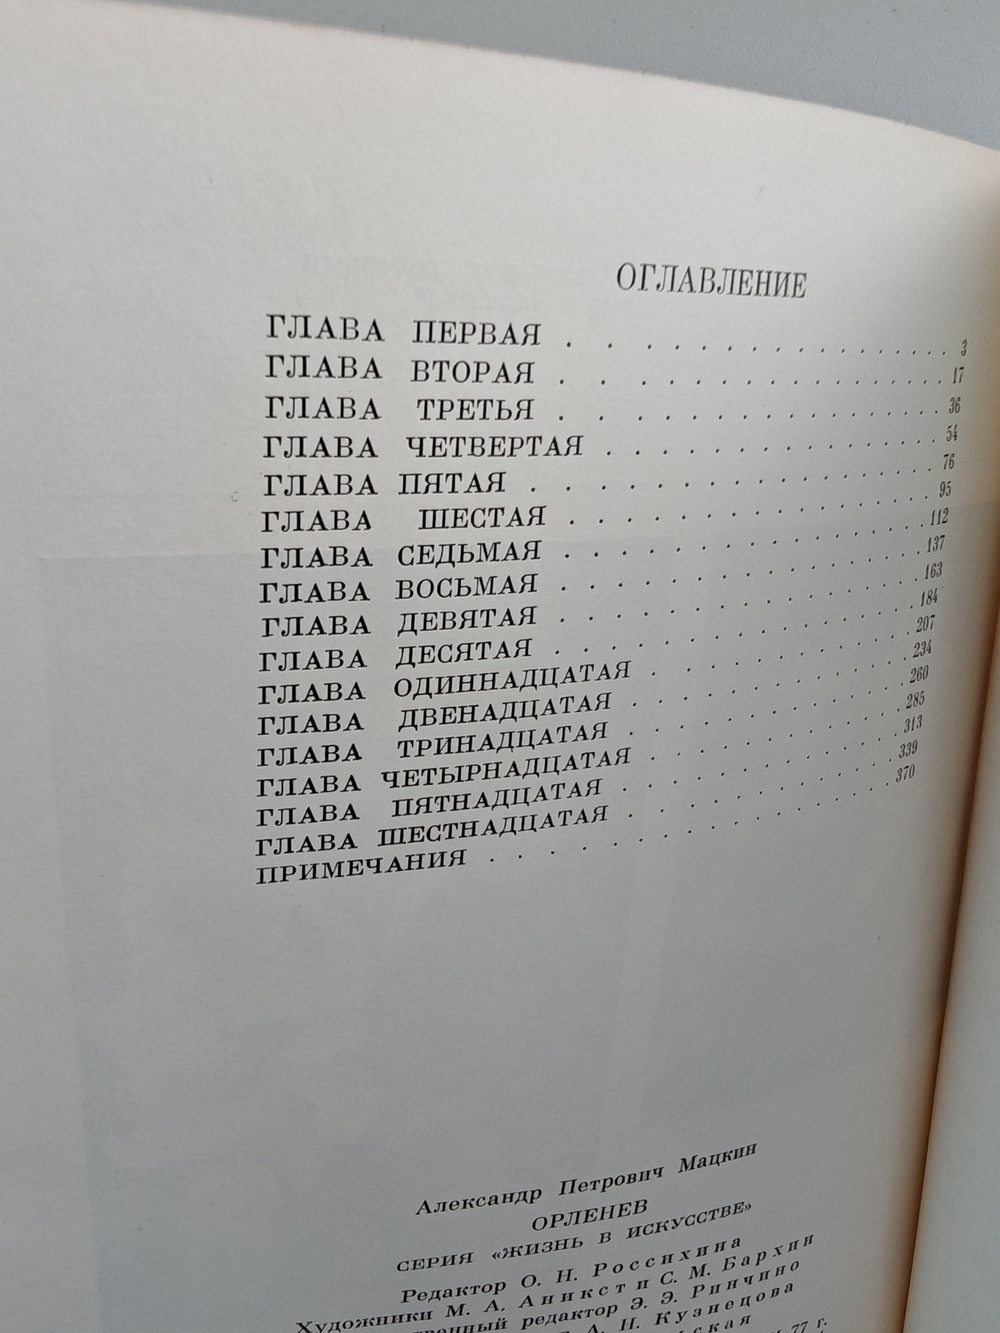 ОГЛАВЛЕНИЕ
ГЛАВА ПЕРВАЯ . . . . . . . . . . . . . . . . . 3
ГЛАВА ВТОРАЯ . . . . . . . . . . . . . . . . . 17
ГЛАВА ТРЕТЬЯ . . . . . . . . . . . . . . . . . 36
ГЛАВА ЧЕТВЕРТАЯ . . . . . . . . . . . . . . . 54
ГЛАВА ПЯТАЯ . . . . . . . . . . . . . . . . . 76
ГЛАВА ШЕСТАЯ . . . . . . . . . . . . . . . . . 95
ГЛАВА СЕДЬМАЯ . . . . . . . . . . . . . . . . 112
ГЛАВА ВОСЬМАЯ . . . . . . . . . . . . . . . . 137
ГЛАВА ДЕВЯТАЯ . . . . . . . . . . . . . . . . 163
ГЛАВА ДЕСЯТАЯ . . . . . . . . . . . . . . . . 184
ГЛАВА ОДИННАДЦАТАЯ . . . . . . . . . . . . 207
ГЛАВА ДВЕНАДЦАТАЯ . . . . . . . . . . . . . 234
ГЛАВА ТРИНАДЦАТАЯ . . . . . . . . . . . . . 260
ГЛАВА ЧЕТЫРНАДЦАТАЯ . . . . . . . . . . . . 285
ГЛАВА ПЯТНАДЦАТАЯ . . . . . . . . . . . . . 313
ГЛАВА ШЕСТНАДЦАТАЯ . . . . . . . . . . . . . 339
ПРИМЕЧАНИЯ . . . . . . . . . . . . . . . . . 370
Александр Петрович Мацкин
ОРЛЕНЕВ
СЕРИЯ «ЖИЗНЬ В ИСКУССТВЕ»
Редактор О. Н. Россихина
Художники М. А. Аникст и С. М. Бархин
редактор Э. Э. Ринчино
А. Н. Кузнецова
77 г.